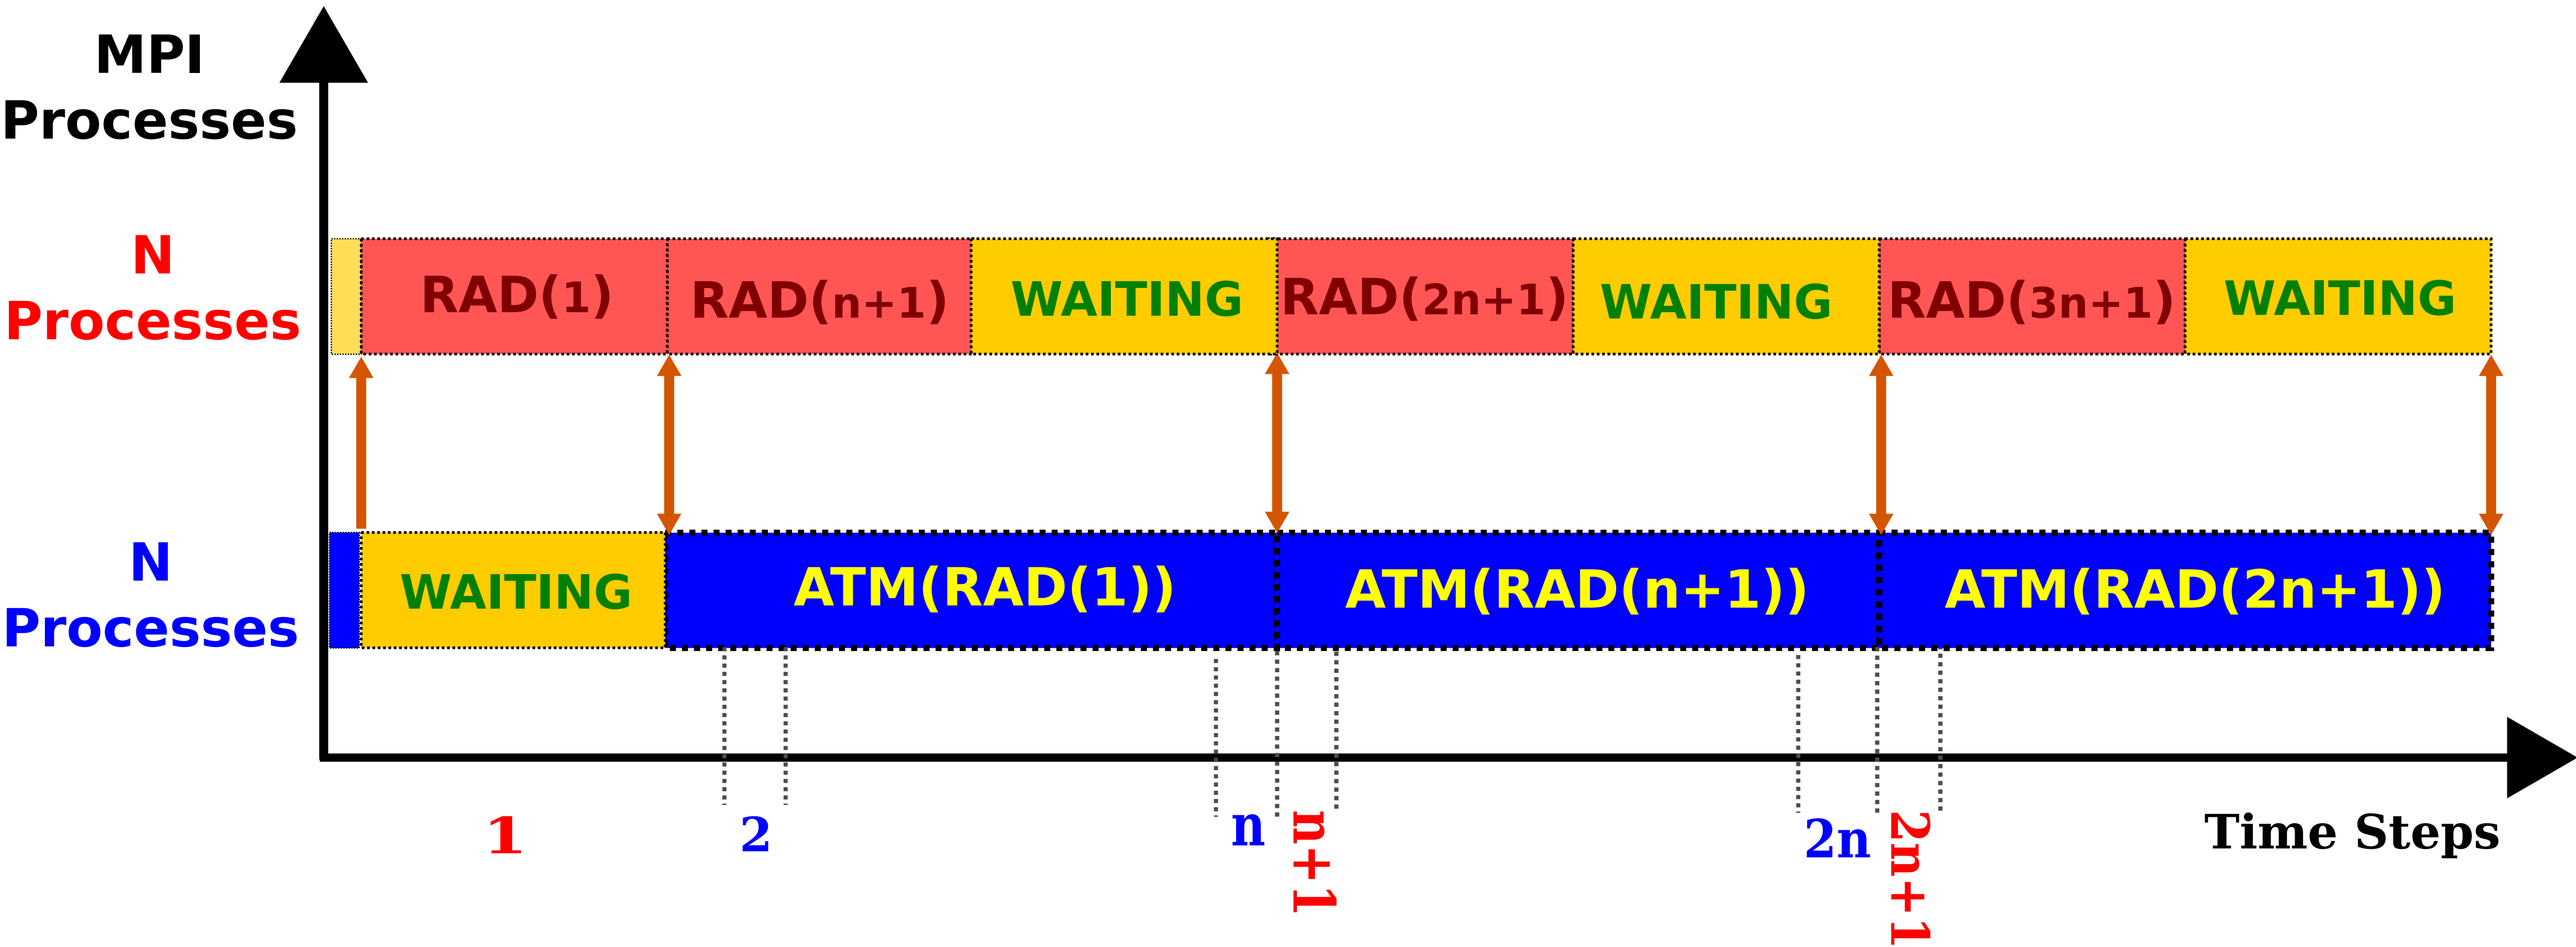 MPI
Processes
N
Processes
RAD(1)
RAD(n+1)
WAITING
RAD(2n+1)
WAITING
RAD(3n+1)
WAITING
N
Processes
WAITING
ATM(RAD(1))
ATM(RAD(n+1))
ATM(RAD(2n+1))
1
2
n
n+1
2n
2n+1
Time Steps